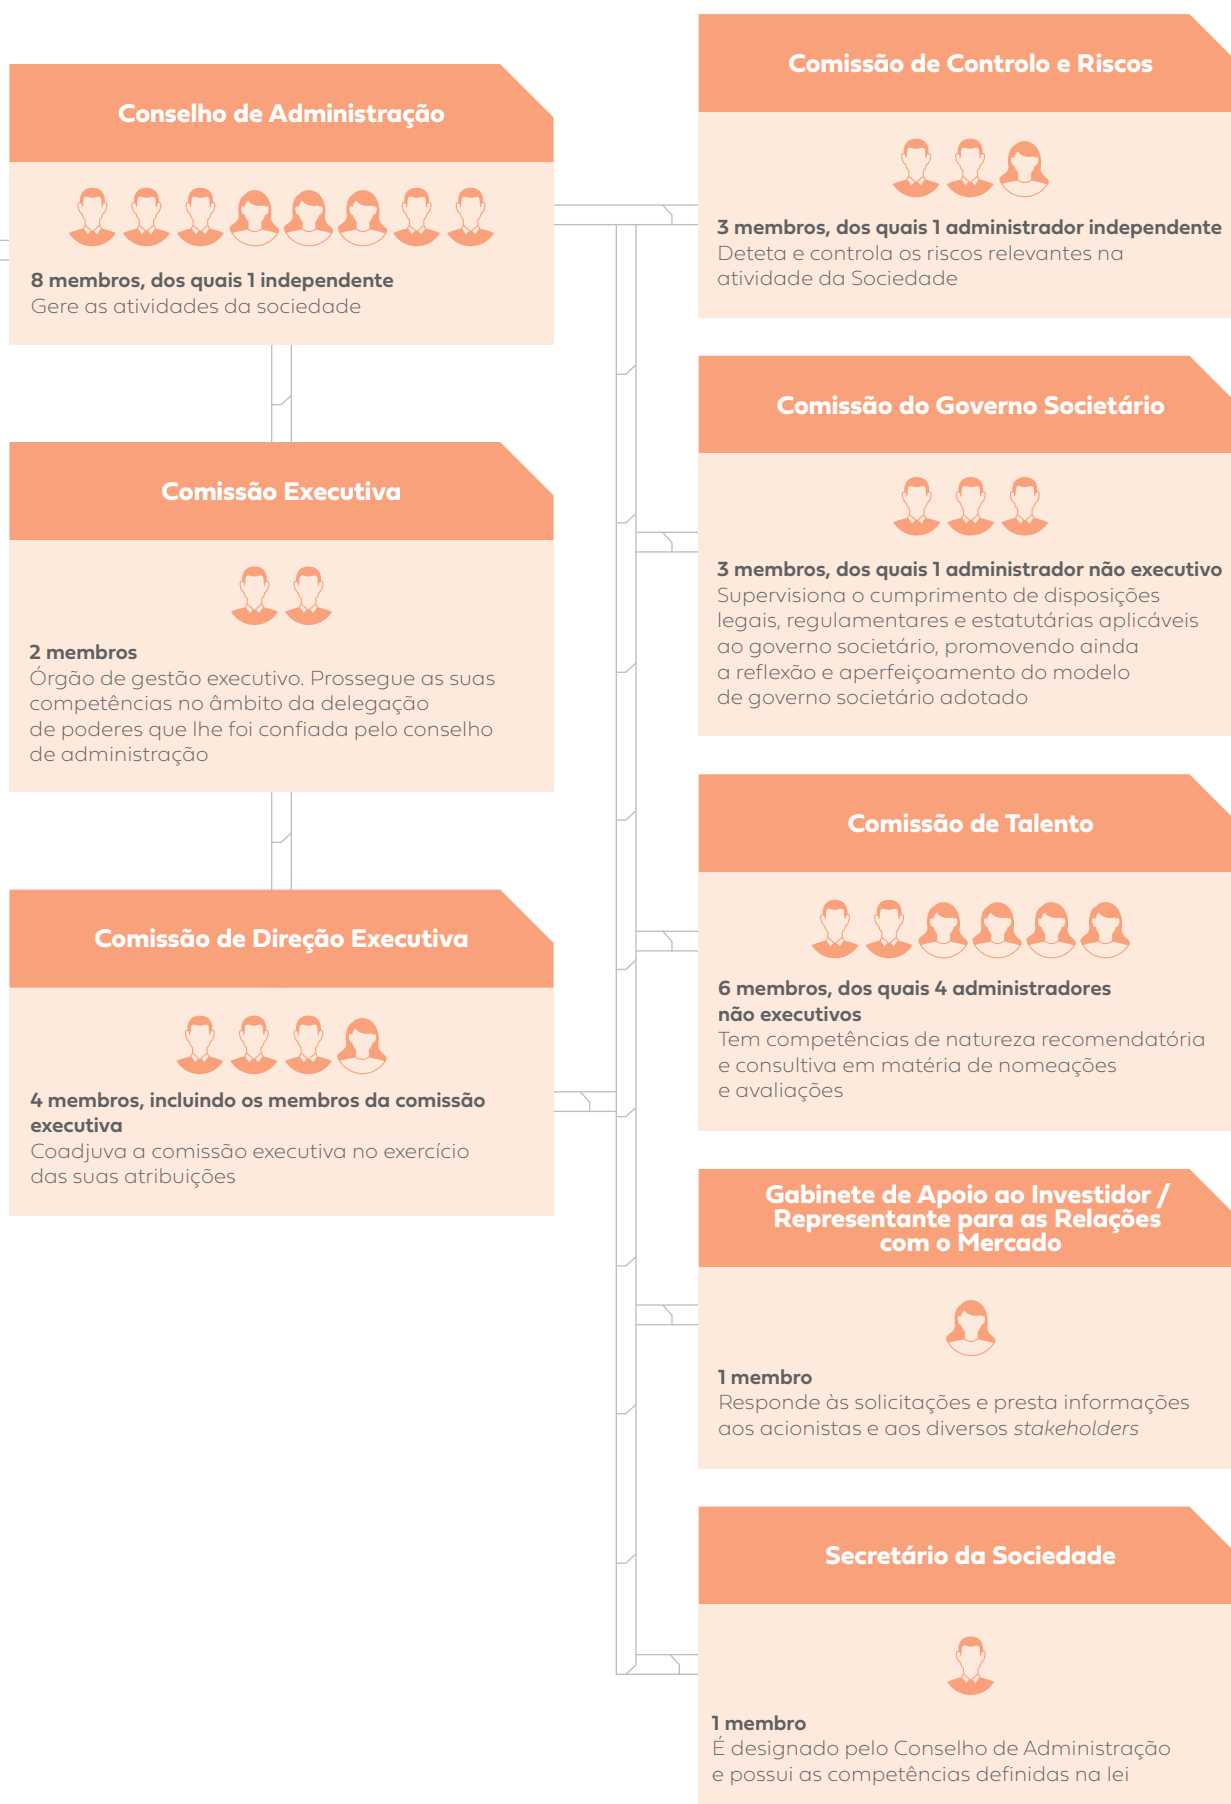 Conselho de Administração
8 membros, dos quais 1 independente
Gere as atividades da sociedade
Comissão Executiva
2 membros
Órgão de gestão executivo. Prossegue as suas
competências no âmbito da delegação
de poderes que lhe foi confiada pelo conselho
de administração
Comissão de Direção Executiva
4 membros, incluindo os membros da comissão
executiva
Coadjuva a comissão executiva no exercício
das suas atribuições
Comissão de Controlo e Riscos
3 membros, dos quais 1 administrador independente
Deteta e controla os riscos relevantes na
atividade da Sociedade
Comissão do Governo Societário
3 membros, dos quais 1 administrador não executivo
Supervisiona o cumprimento de disposições
legais, regulamentares e estatutárias aplicáveis
ao governo societário, promovendo ainda
a reflexão e aperfeiçoamento do modelo
de governo societário adotado
Comissão de Talento
6 membros, dos quais 4 administradores
não executivos
Tem competências de natureza recomendatória
e consultiva em matéria de nomeações
e avaliações
Gabinete de Apoio ao Investidor /
Representante para as Relações
com o Mercado
1 membro
Responde às solicitações e presta informações
aos acionistas e aos diversos stakeholders
Secretário da Sociedade
1 membro
É designado pelo Conselho de Administração
e possui as competências definidas na lei